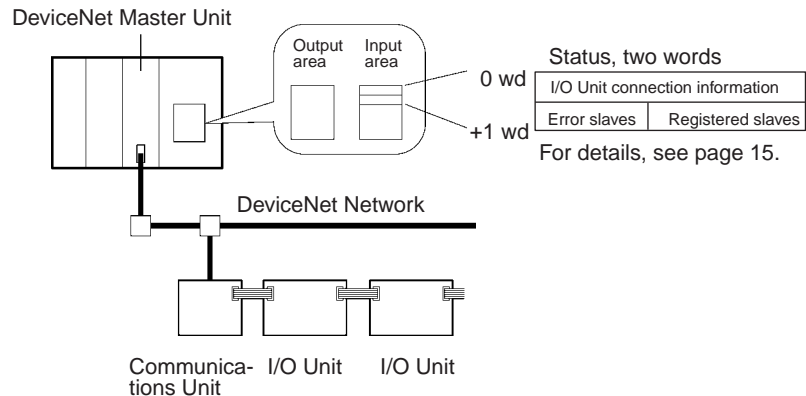 DeviceNet Master Unit
Output
area
Input
area
0 wd
+1 wd
Status, two words
I/O Unit connection information
Error slaves
Registered slaves
For details, see page 15.
DeviceNet Network
Communica-
tions Unit
I/O Unit
I/O Unit